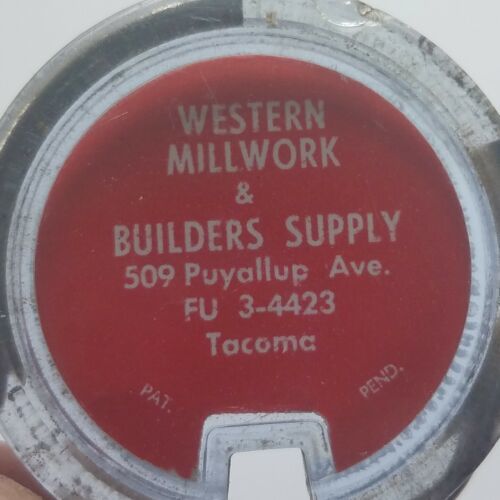 WESTERN
MILLWORK
&
BUILDERS SUPPLY
509 Puyallup Ave.
FU 3-4423
Tacoma
PAT. PEND.